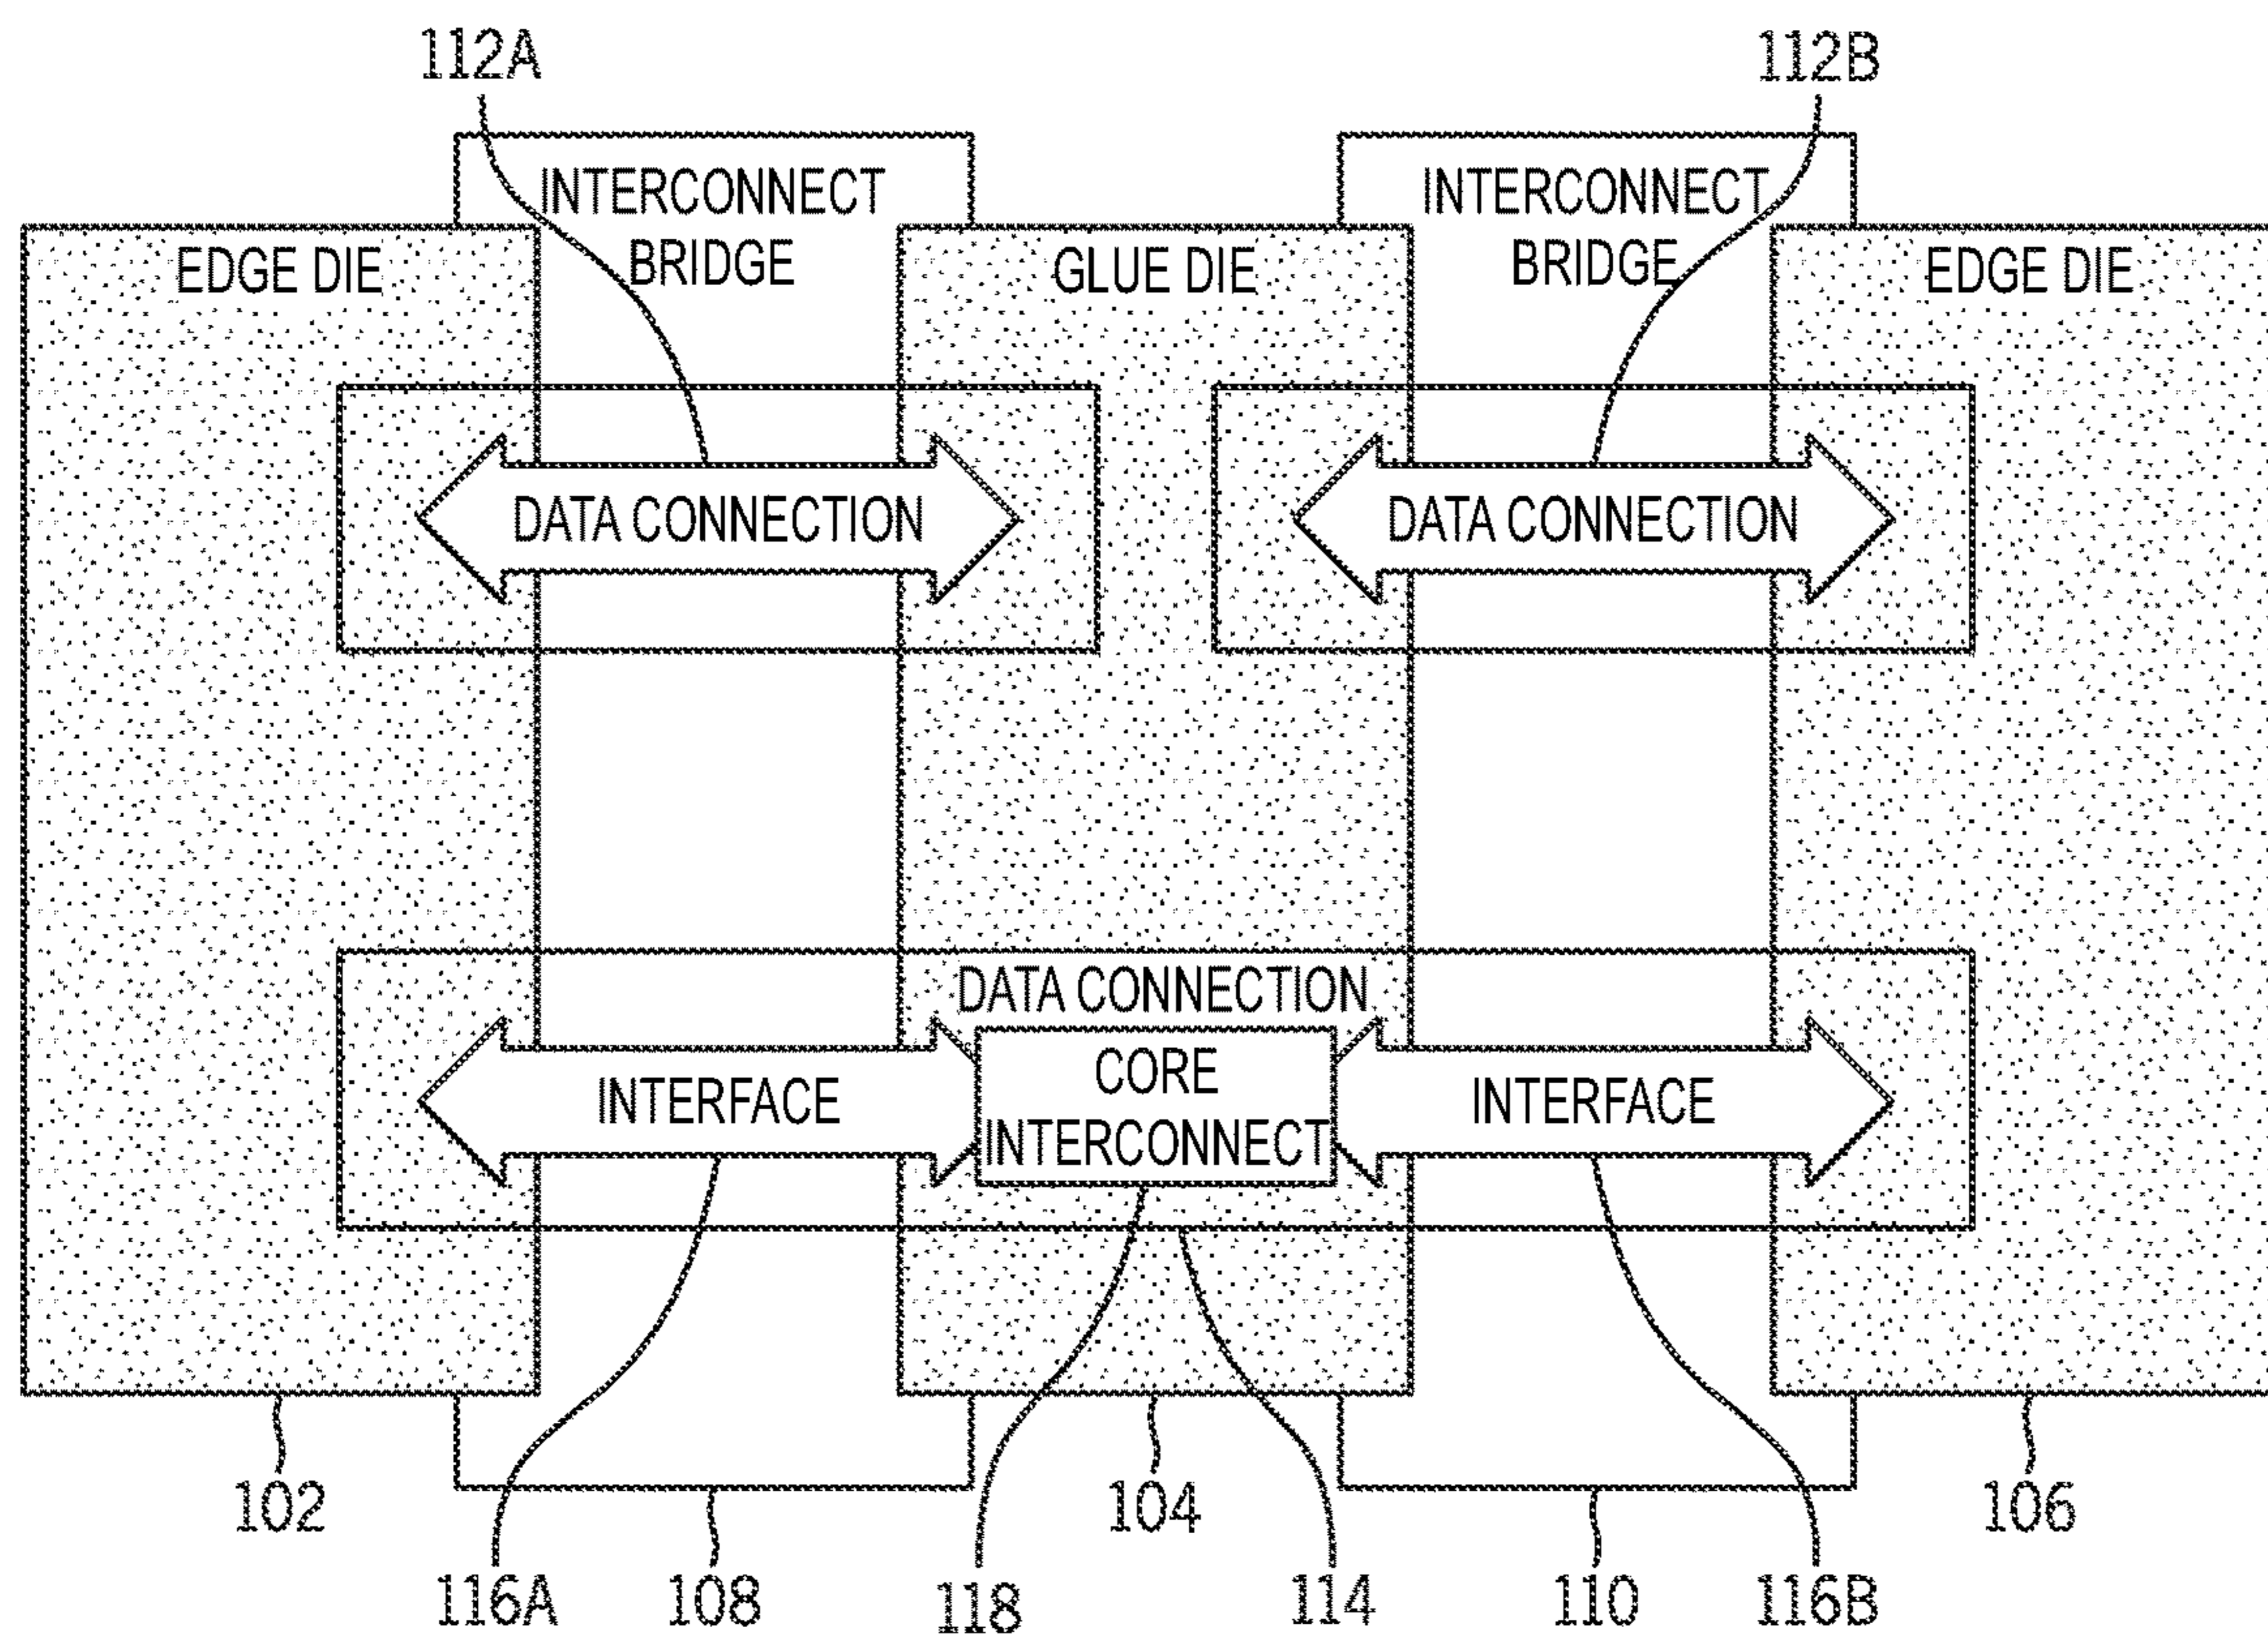 112A
112B
INTERCONNECT
BRIDGE
INTERCONNECT
BRIDGE
EDGE DIE
GLUE DIE
EDGE DIE
DATA CONNECTION
DATA CONNECTION
DATA CONNECTION
INTERFACE
CORE
INTERCONNECT
INTERFACE
102
104
106
116A
108
118
114
110
116B